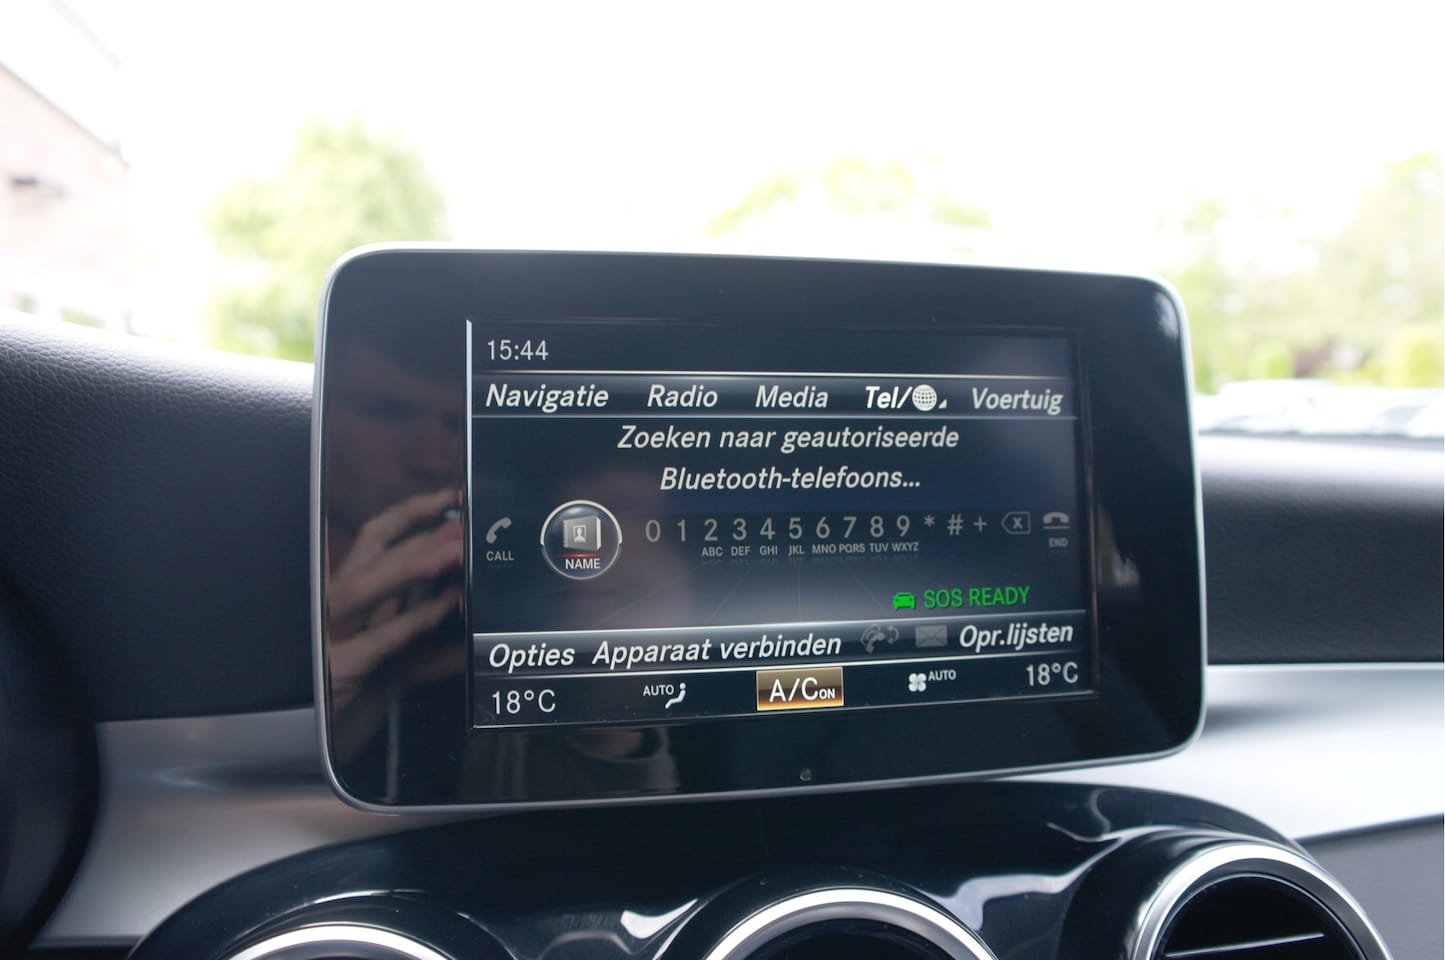 15:44
Navigatie Radio Media Tel/ Voertuig
Zoeken naar geautoriseerde
Bluetooth-telefoons...
0 1 2 3 4 5 6 7 8 9 * # + X
CALL NAME ABC DEF GHI JKL MNO PQRS TUV WXYZ END
SOS READY
Opties Apparaat verbinden Opr.lijsten
18°C AUTO A/C ON AUTO 18°C